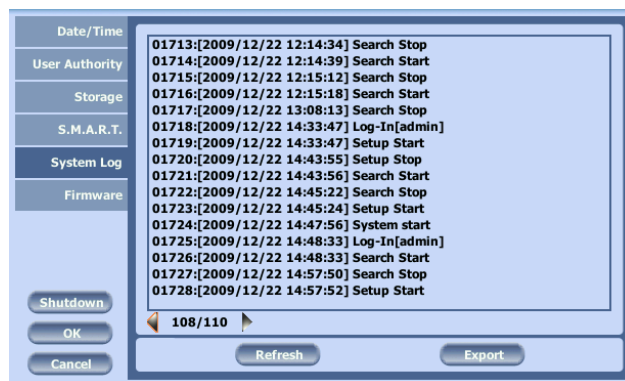 Date/Time
User Authority
Storage
S.M.A.R.T.
System Log
Firmware
Shutdown
OK
Cancel
01713:[2009/12/22 12:14:34] Search Stop
01714:[2009/12/22 12:14:39] Search Start
01715:[2009/12/22 12:15:12] Search Stop
01716:[2009/12/22 12:15:18] Search Start
01717:[2009/12/22 13:08:13] Search Stop
01718:[2009/12/22 14:33:47] Log-In[admin]
01719:[2009/12/22 14:33:47] Setup Start
01720:[2009/12/22 14:43:55] Setup Stop
01721:[2009/12/22 14:43:56] Search Start
01722:[2009/12/22 14:45:22] Search Stop
01723:[2009/12/22 14:45:24] Setup Start
01724:[2009/12/22 14:47:56] System start
01725:[2009/12/22 14:48:33] Log-In[admin]
01726:[2009/12/22 14:48:33] Search Start
01727:[2009/12/22 14:57:50] Search Stop
01728:[2009/12/22 14:57:52] Setup Start
108/110
Refresh
Export